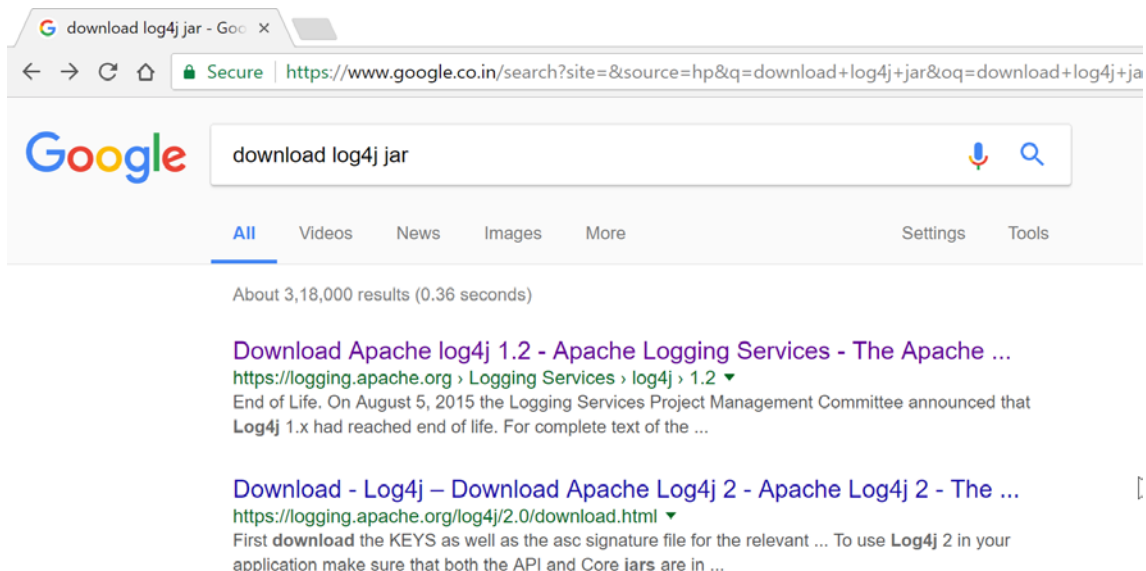 download log4j jar - Goo
Secure https://www.google.co.in/search?site=&source=hp&q=download+log4j+jar&oq=download+log4j+ja
Google
download log4j jar
All Videos News Images More Settings Tools
About 3,18,000 results (0.36 seconds)
Download Apache log4j 1.2 - Apache Logging Services - The Apache ...
https://logging.apache.org › Logging Services › log4j › 1.2
End of Life. On August 5, 2015 the Logging Services Project Management Committee announced that
Log4j 1.x had reached end of life. For complete text of the ...
Download - Log4j – Download Apache Log4j 2 - Apache Log4j 2 - The ...
https://logging.apache.org/log4j/2.0/download.html
First download the KEYS as well as the asc signature file for the relevant ... To use Log4j 2 in your
application make sure that both the API and Core jars are in ...